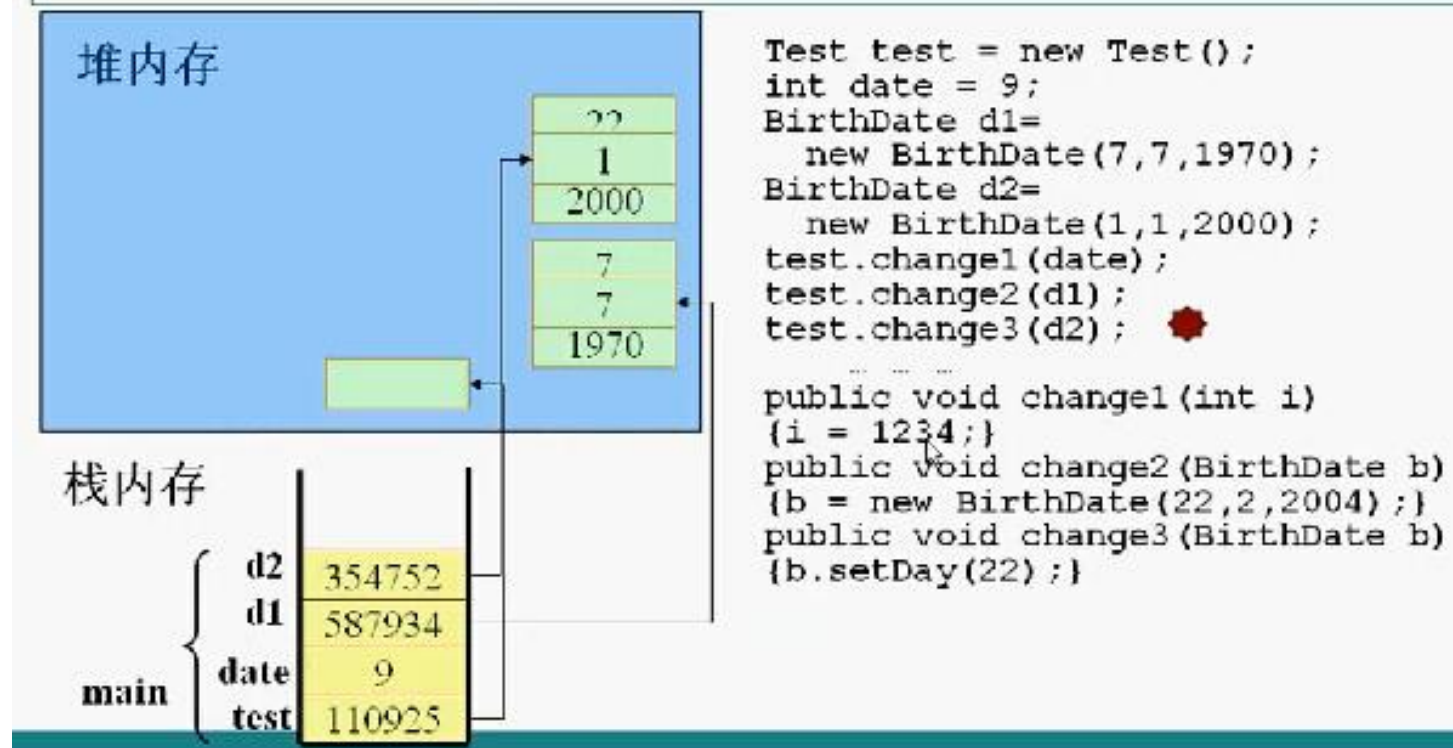 堆内存
22
1
2000
7
7
1970
栈内存
d2 354752
d1 587934
date 9
main
test 110925
Test test = new Test();
int date = 9;
BirthDate d1=
new BirthDate(7,7,1970);
BirthDate d2=
new BirthDate(1,1,2000);
test.change1(date);
test.change2(d1);
test.change3(d2);
... ... ...
public void change1(int i)
{i = 1234;}
public void change2(BirthDate b)
{b = new BirthDate(22,2,2004);}
public void change3(BirthDate b)
{b.setDay(22);}